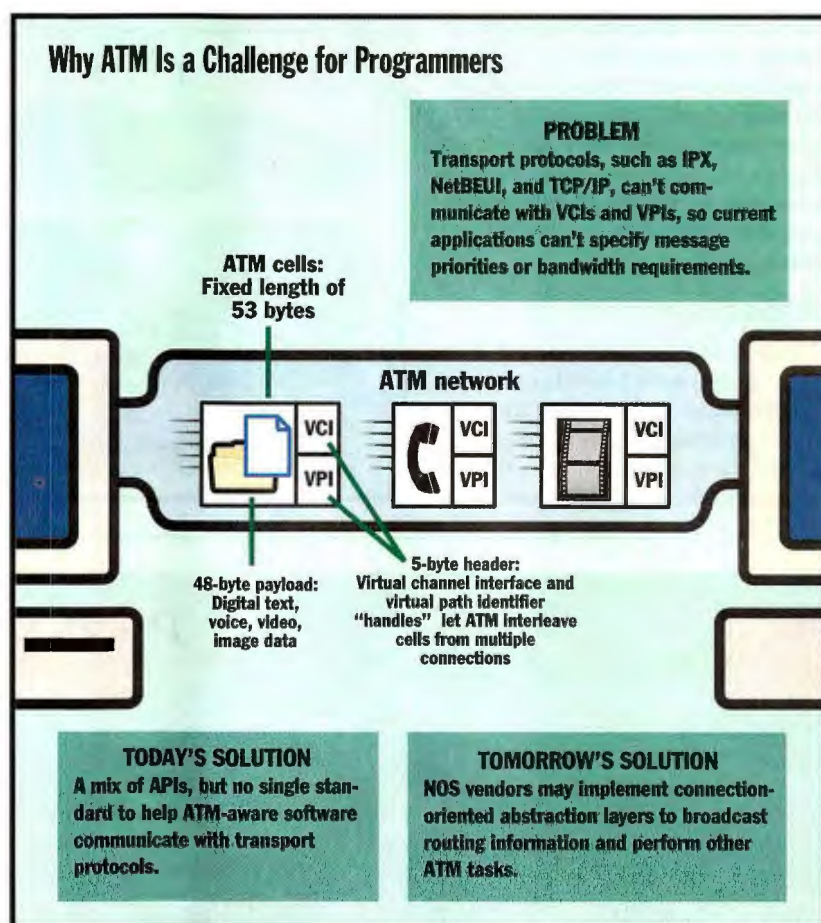 Why ATM Is a Challenge for Programmers
PROBLEM
Transport protocols, such as IPX,
NetBEUI, and TCP/IP, can't com-
municate with VCIs and VPIs, so current
applications can't specify message
priorities or bandwidth requirements.
ATM cells:
Fixed length of
53 bytes
ATM network
VCI
VPI
VCI
VPI
VCI
VPI
48-byte payload:
Digital text,
voice, video,
image data
5-byte header:
Virtual channel interface and
virtual path identifier
"handles" let ATM interleave
cells from multiple
connections
TODAY'S SOLUTION
A mix of APIs, but no single stan-
dard to help ATM-aware software
communicate with transport
protocols.
TOMORROW'S SOLUTION
NOS vendors may implement connection-
oriented abstraction layers to broadcast
routing information and perform other
ATM tasks.